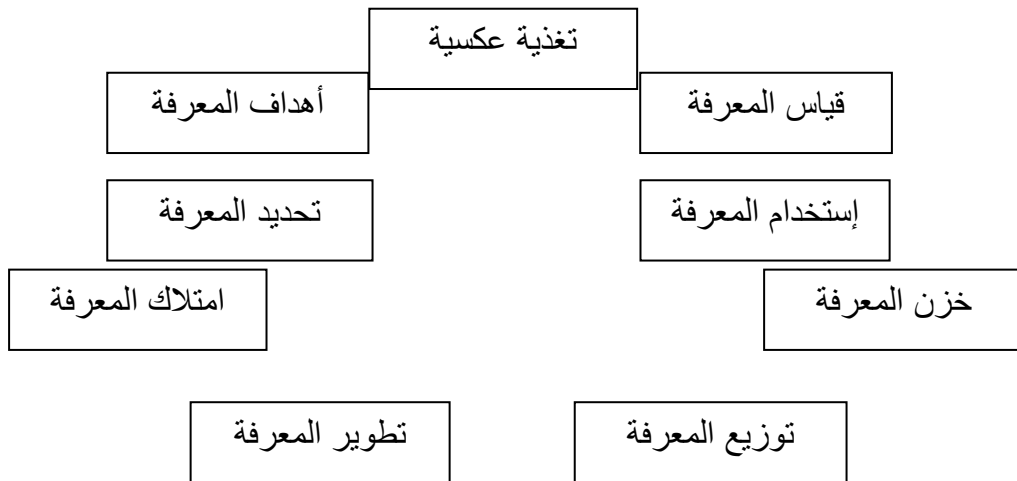 تغذية عكسية
قياس المعرفة
أهداف المعرفة
إستخدام المعرفة
تحديد المعرفة
خزن المعرفة
امتلاك المعرفة
توزيع المعرفة
تطوير المعرفة